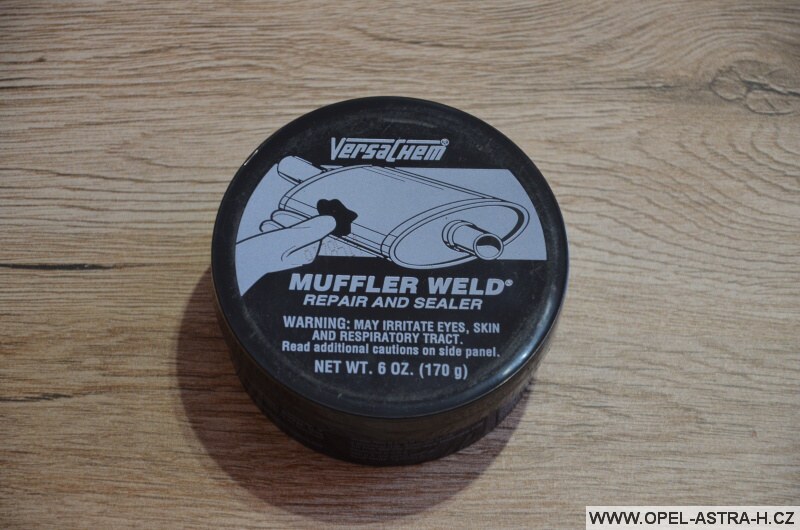 VersaChem®
MUFFLER WELD®
REPAIR AND SEALER
WARNING: MAY IRRITATE EYES, SKIN
AND RESPIRATORY TRACT.
Read additional cautions on side panel.
NET WT. 6 OZ. (170 g)
WWW.OPEL-ASTRA-H.CZ